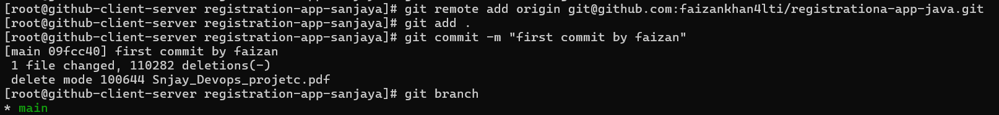 [root@github-client-server registration-app-sanjaya]# git remote add origin git@github.com:faizankhan4lti/registrationa-app-java.git
[root@github-client-server registration-app-sanjaya]# git add .
[root@github-client-server registration-app-sanjaya]# git commit -m "first commit by faizan"
[main 09fcc40] first commit by faizan
 1 file changed, 110282 deletions(-)
 delete mode 100644 Snjay_Devops_projetc.pdf
[root@github-client-server registration-app-sanjaya]# git branch
* main